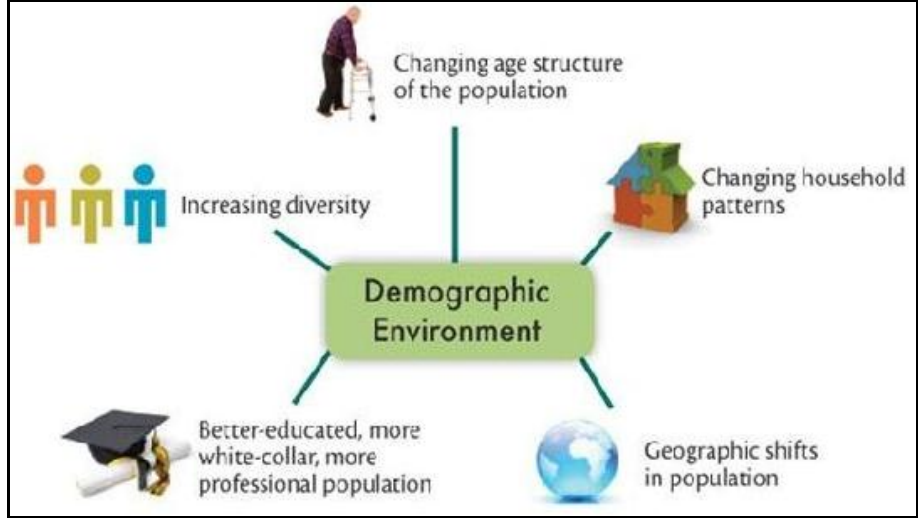 Changing age structure
of the population
Increasing diversity
Changing household
patterns
Demographic
Environment
Better-educated, more
white-collar, more
professional population
Geographic shifts
in population